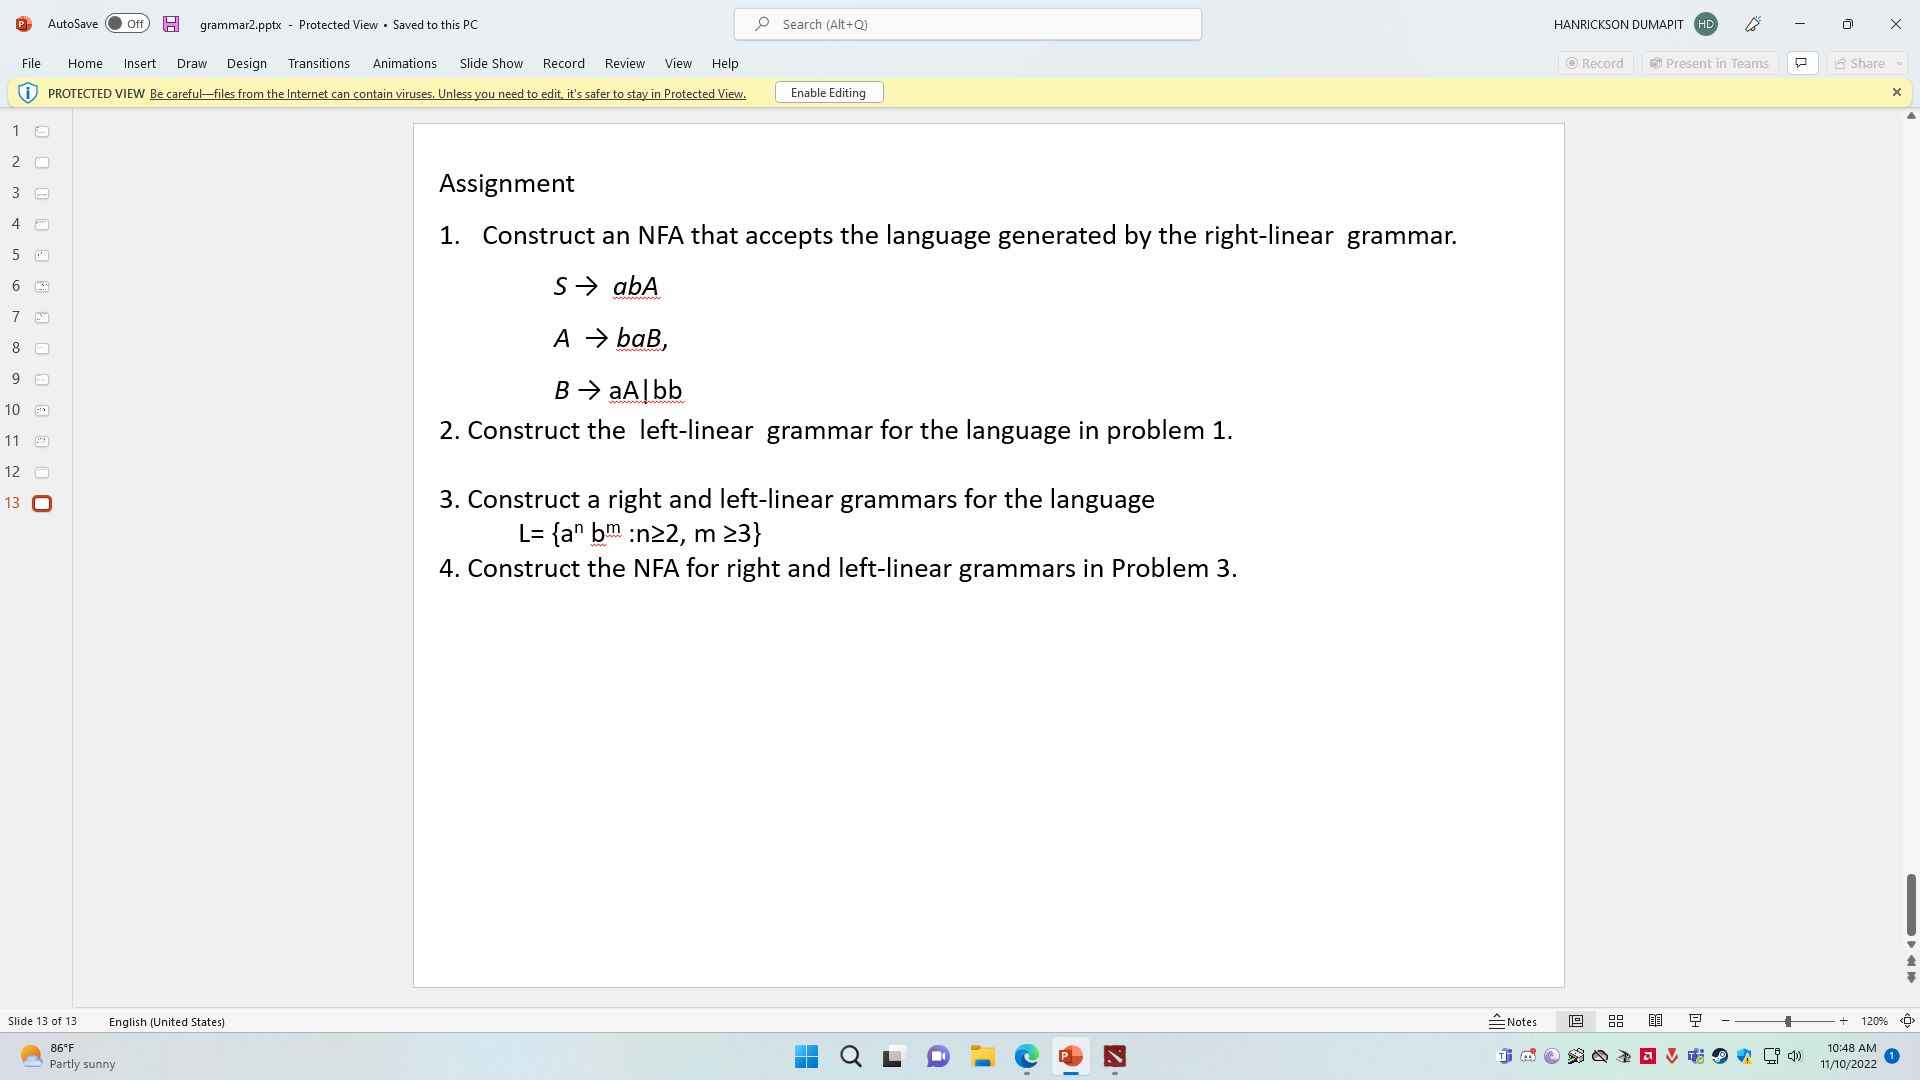 AutoSave Off grammar2.pptx - Protected View • Saved to this PC Search (Alt+Q) HANRICKSON DUMAPIT HD
File Home Insert Draw Design Transitions Animations Slide Show Record Review View Help Record Present in Teams Share
PROTECTED VIEW Be careful—files from the Internet can contain viruses. Unless you need to edit, it's safer to stay in Protected View. Enable Editing
1
2
3
4
5
6
7
8
9
10
11
12
13
Assignment
1. Construct an NFA that accepts the language generated by the right-linear grammar.
S → abA
A → baB,
B → aA|bb
2. Construct the left-linear grammar for the language in problem 1.
3. Construct a right and left-linear grammars for the language
L= {aⁿ bᵐ :n≥2, m ≥3}
4. Construct the NFA for right and left-linear grammars in Problem 3.
Slide 13 of 13 English (United States) Notes 120%
86°F
Partly sunny
10:48 AM
11/10/2022
1